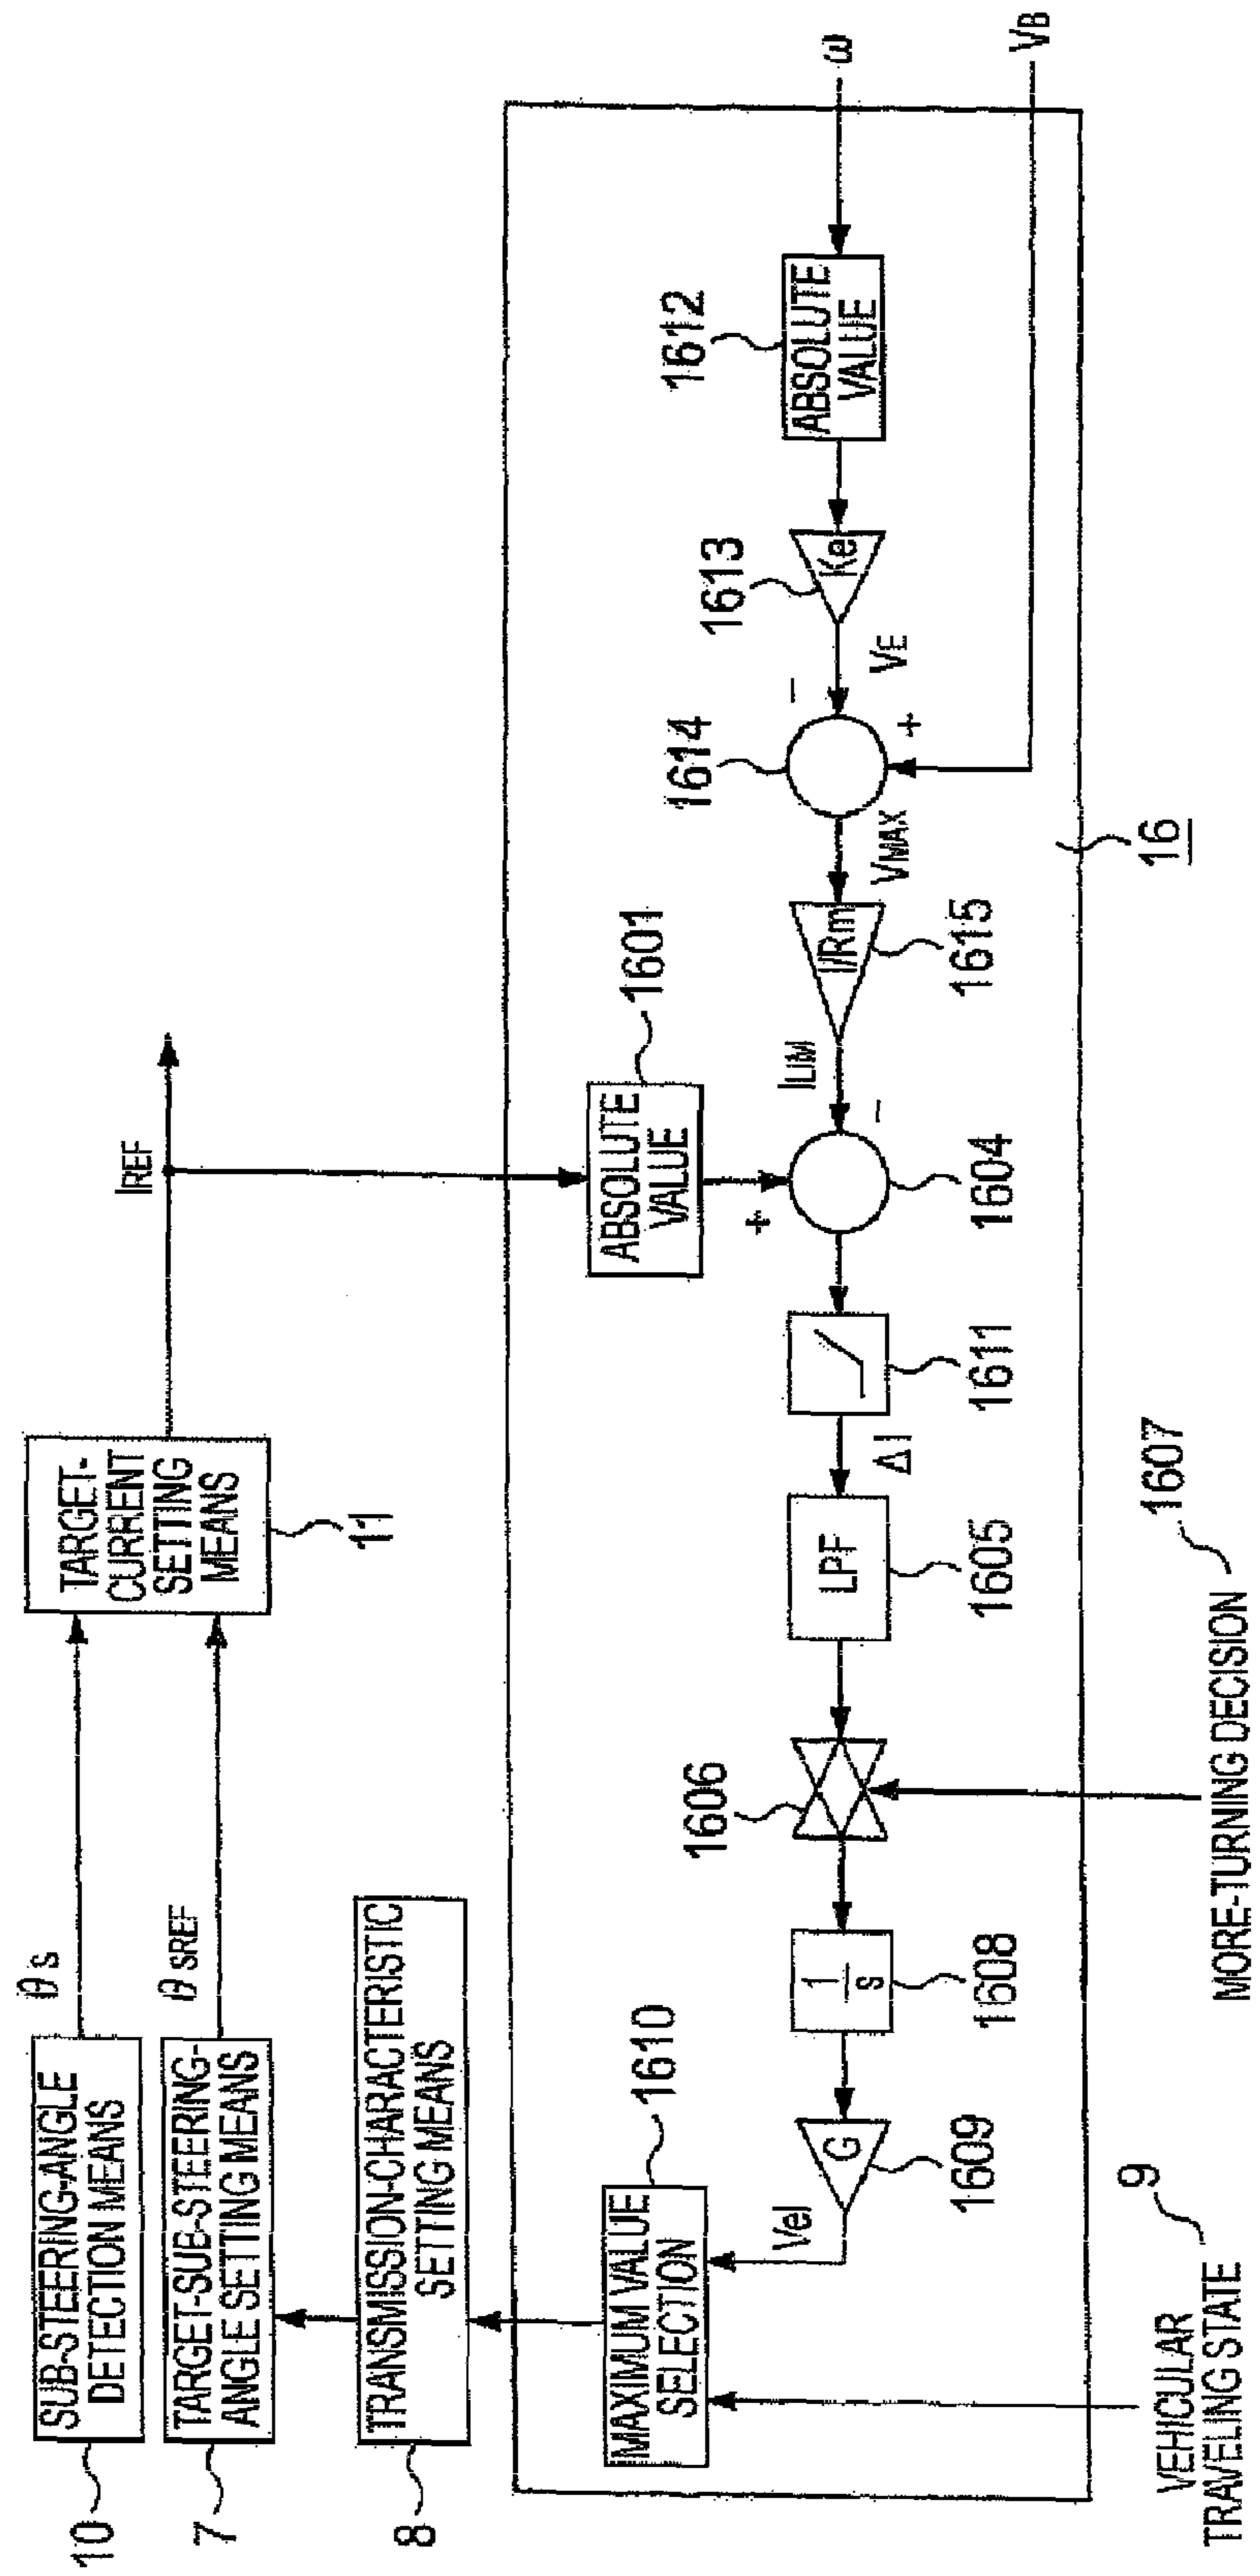 10
SUB-STEERING-ANGLE
DETECTION MEANS
θS
7
TARGET-SUB-STEERING-
ANGLE SETTING MEANS
θSREF
TARGET-
CURRENT
SETTING
MEANS
11
IREF
8
TRANSMISSION-CHARACTERISTIC
SETTING MEANS
MAXIMUM VALUE
SELECTION
1610
Vel
G
1609
1
s
1608
1606
LPF
1605
ΔI
1611
ABSOLUTE
VALUE
1601
+
−
1604
ILIM
I/Rm
1615
VMAX
1614
−
+
VE
Ke
1613
ABSOLUTE
VALUE
1612
ω
VB
16
VEHICULAR
TRAVELING STATE
9
MORE-TURNING DECISION
1607